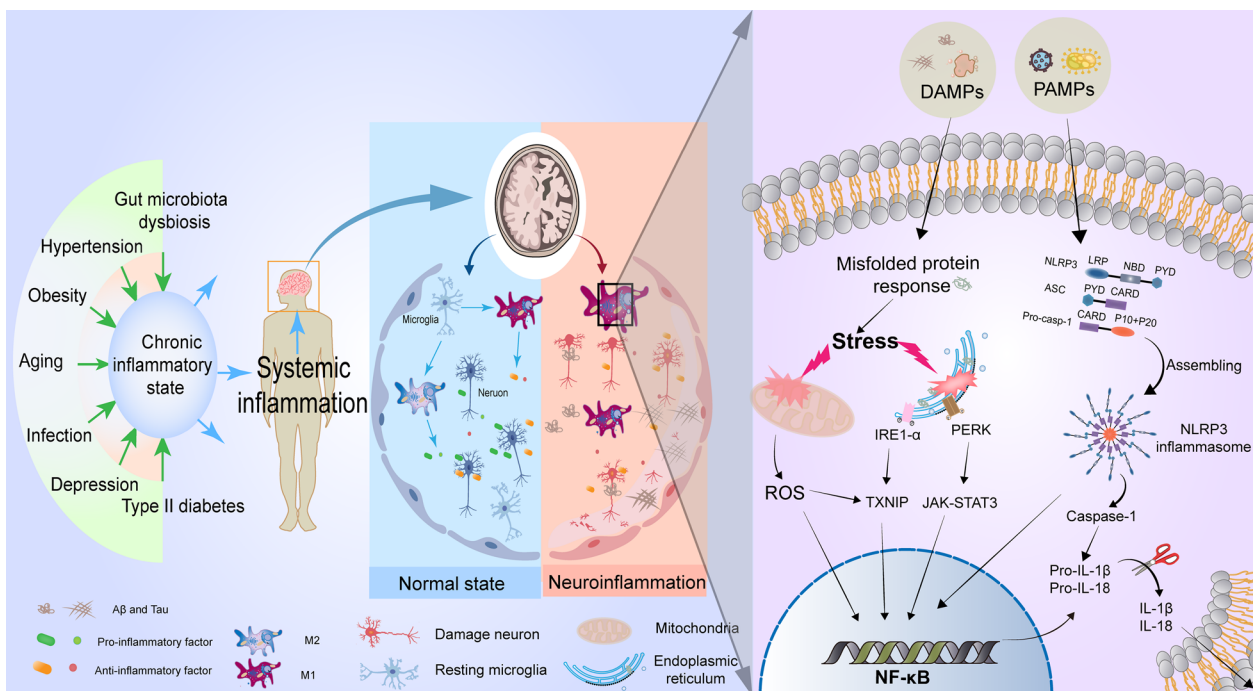 Gut microbiota
dysbiosis
Hypertension
Obesity
Aging
Infection
Depression
Type II diabetes
Chronic
inflammatory
state
Systemic
inflammation
Microglia
Neruon
Normal state
Neuroinflammation
Aβ and Tau
Pro-inflammatory factor
Anti-inflammatory factor
M2
M1
Damage neuron
Resting microglia
Mitochondria
Endoplasmic
reticulum
DAMPs
PAMPs
Misfolded protein
response
Stress
IRE1-α
PERK
ROS
TXNIP
JAK-STAT3
NLRP3
LRP
NBD
PYD
ASC
PYD
CARD
Pro-casp-1
CARD
P10+P20
Assembling
NLRP3
inflammasome
Caspase-1
Pro-IL-1β
Pro-IL-18
IL-1β
IL-18
NF-κB